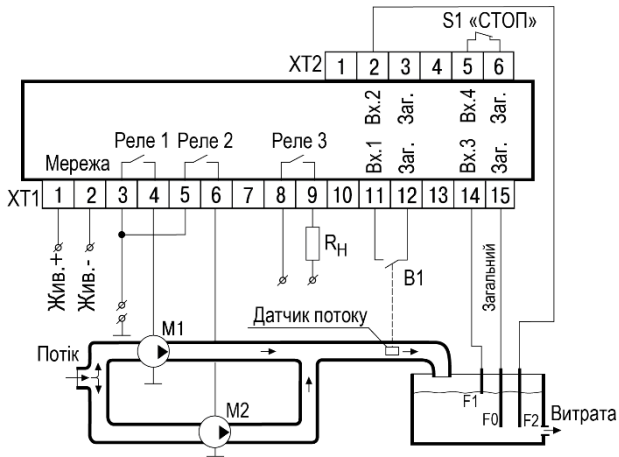 S1 «СТОП»
XT2 1 2 3 4 5 6
Вх.2 Заг. Вх.4 Заг.
Реле 1 Реле 2 Реле 3
Вх.1 Заг. Вх.3 Заг.
Мережа
XT1 1 2 3 4 5 6 7 8 9 10 11 12 13 14 15
Жив.+
Жив.-
RН
B1
Загальний
Датчик потоку
M1
Потік
M2
F1
F0
F2
Витрата